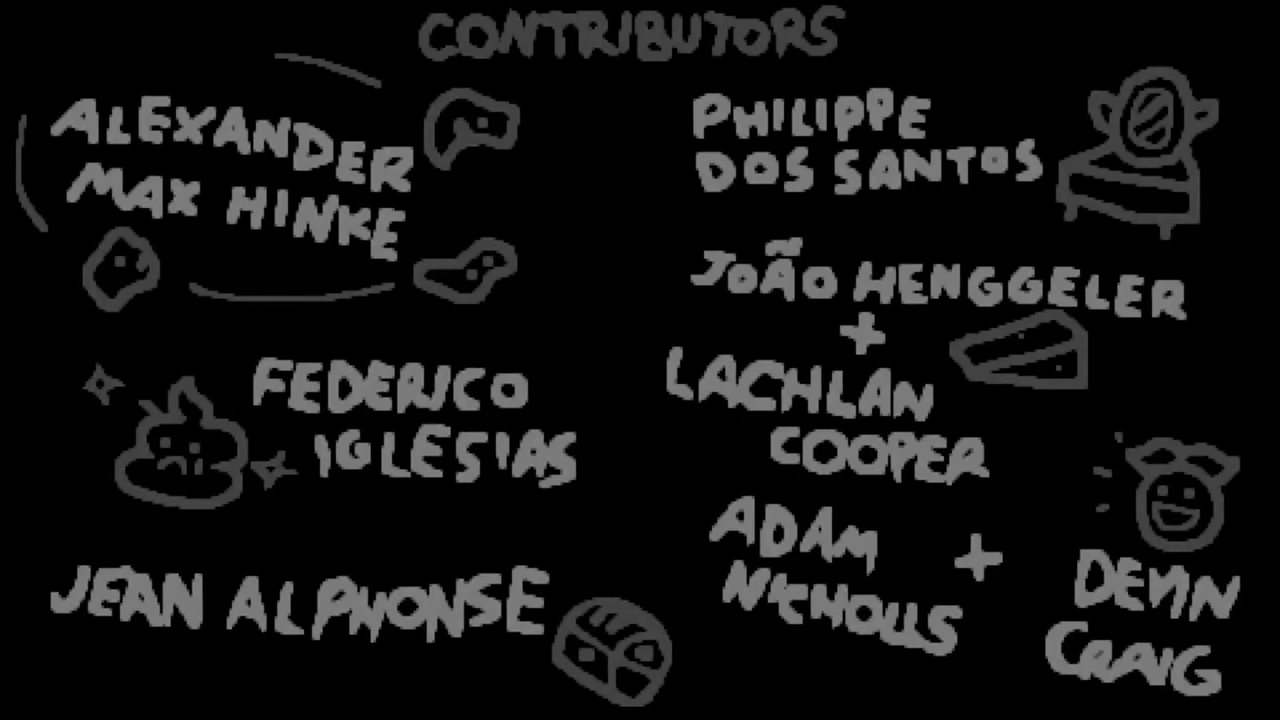 CONTRIBUTORS
ALEXANDER
MAX HINKE
FEDERICO
IGLESIAS
JEAN ALPHONSE
PHILIPPE
DOS SANTOS
JOÃO HENGGELER
+
LACHLAN
COOPER
ADAM
NICHOLLS
+
DEVIN
CRAIG